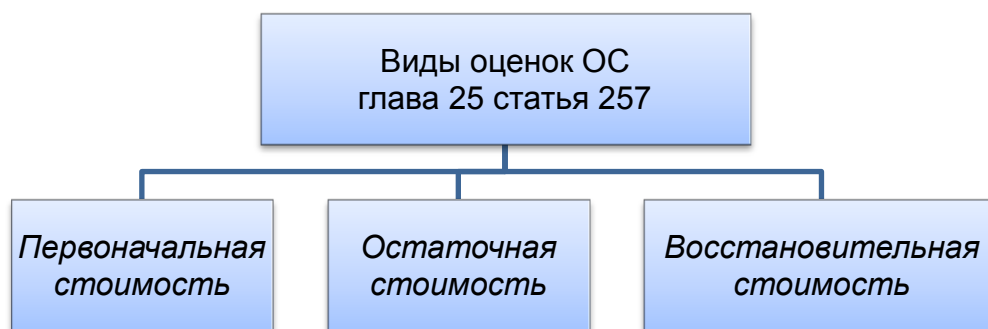 Виды оценок ОС
глава 25 статья 257
Первоначальная
стоимость
Остаточная
стоимость
Восстановительная
стоимость